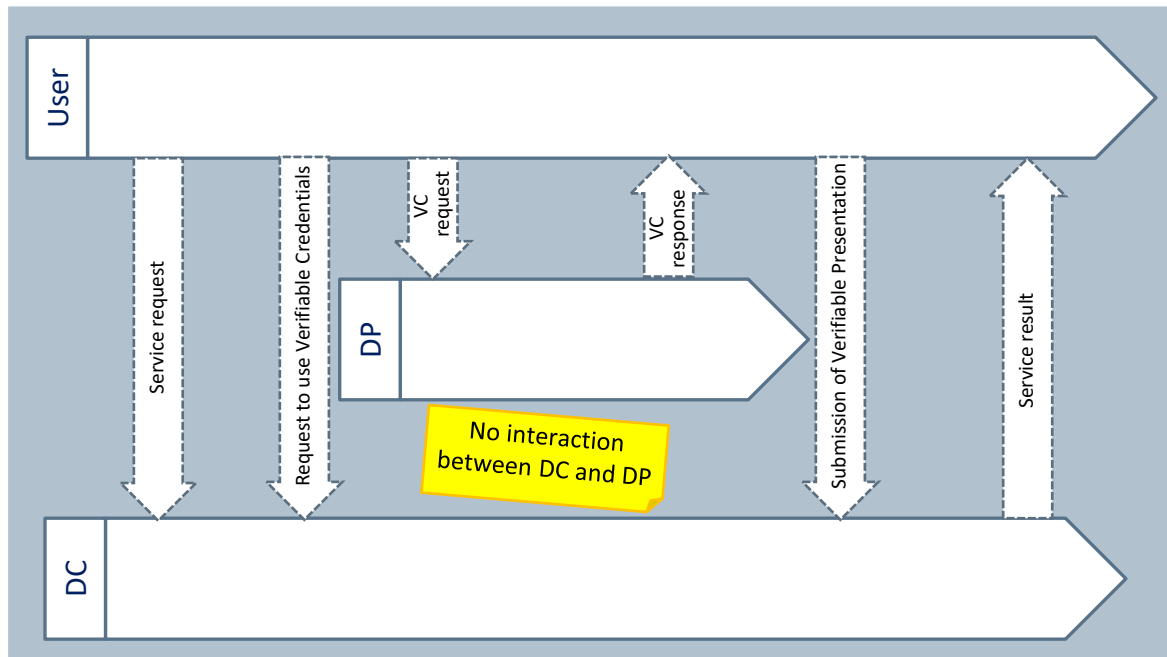 User
Service request
Request to use Verifiable Credentials
VC
request
VC
response
Submission of Verifiable Presentation
Service result
DP
No interaction
between DC and DP
DC